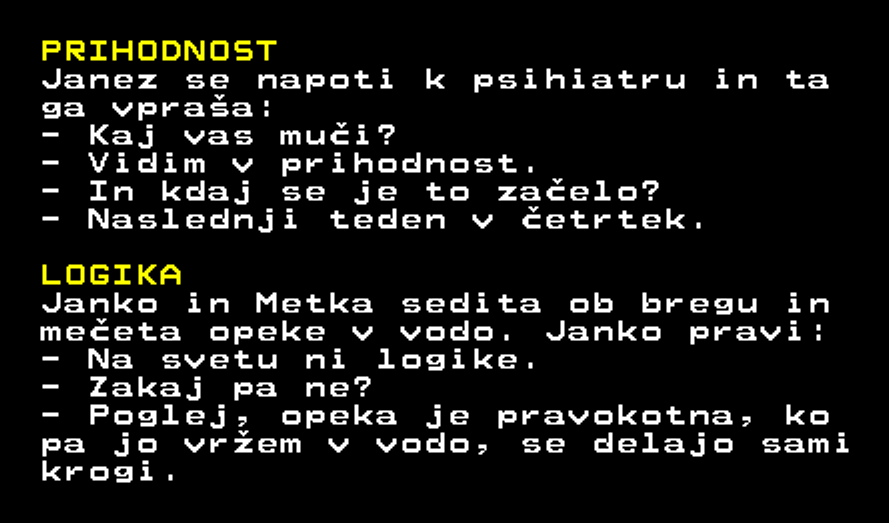 PRIHODNOST
Janez se napoti k psihiatru in ta
ga vpraša:
- Kaj vas muči?
- Vidim v prihodnost.
- In kdaj se je to začelo?
- Naslednji teden v četrtek.
LOGIKA
Janko in Metka sedita ob bregu in
mečeta opeke v vodo. Janko pravi:
- Na svetu ni logike.
- Zakaj pa ne?
- Poglej, opeka je pravokotna, ko
pa jo vržem v vodo, se delajo sami
krogi.